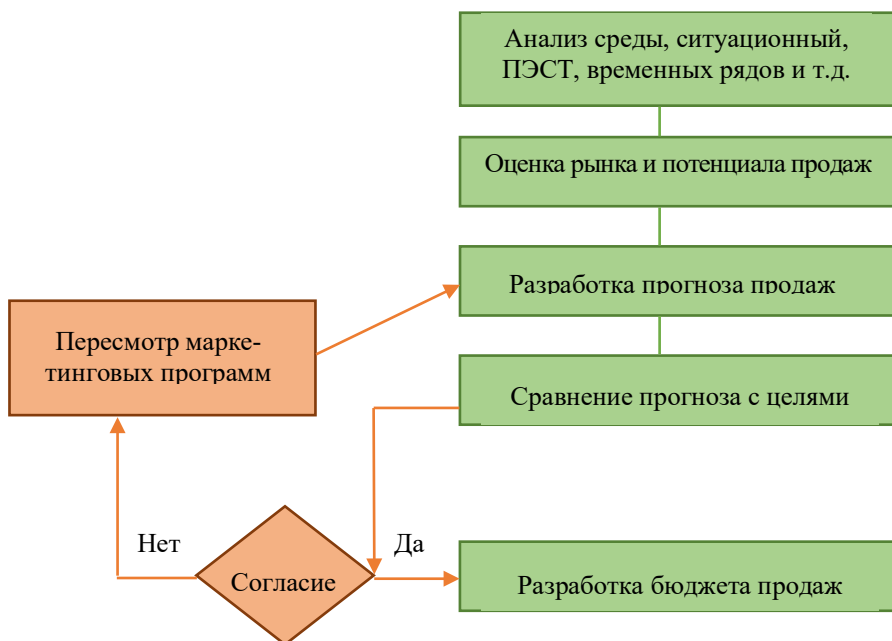 Анализ среды, ситуационный,
ПЭСТ, временных рядов и т.д.
Оценка рынка и потенциала продаж
Разработка прогноза продаж
Пересмотр марке-
тинговых программ
Сравнение прогноза с целями
Нет
Да
Согласие
Разработка бюджета продаж